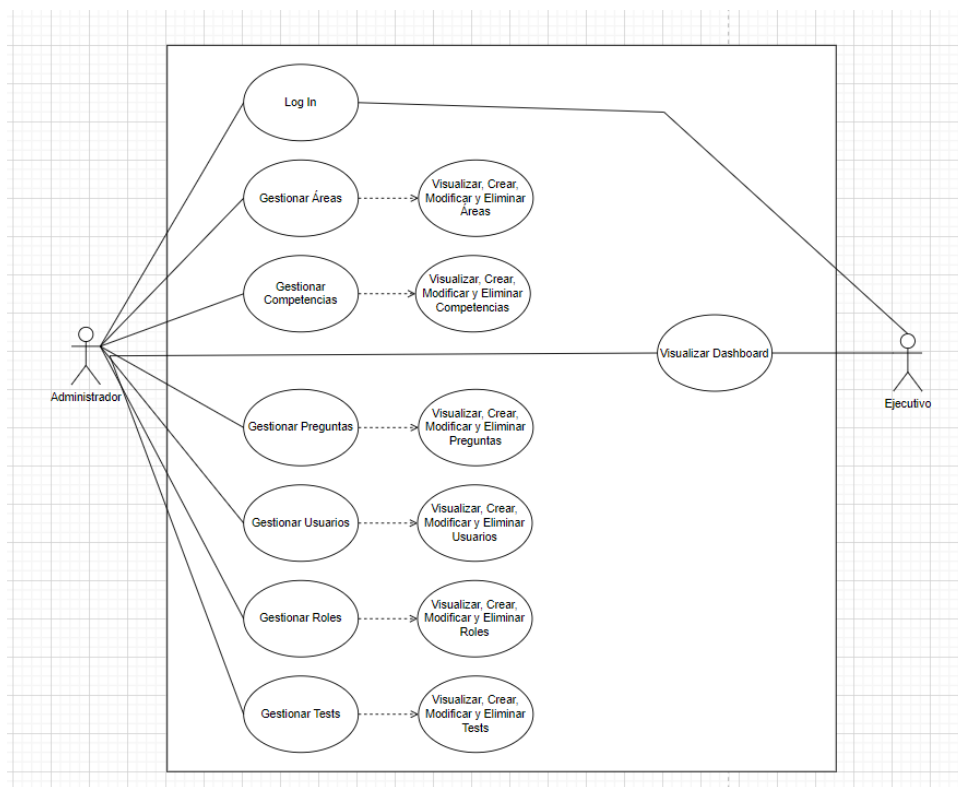 Log In
Gestionar Áreas
Visualizar, Crear,
Modificar y Eliminar
Áreas
Gestionar
Competencias
Visualizar, Crear,
Modificar y Eliminar
Competencias
Visualizar Dashboard
Administrador
Ejecutivo
Gestionar Preguntas
Visualizar, Crear,
Modificar y Eliminar
Preguntas
Gestionar Usuarios
Visualizar, Crear,
Modificar y Eliminar
Usuarios
Gestionar Roles
Visualizar, Crear,
Modificar y Eliminar
Roles
Gestionar Tests
Visualizar, Crear,
Modificar y Eliminar
Tests